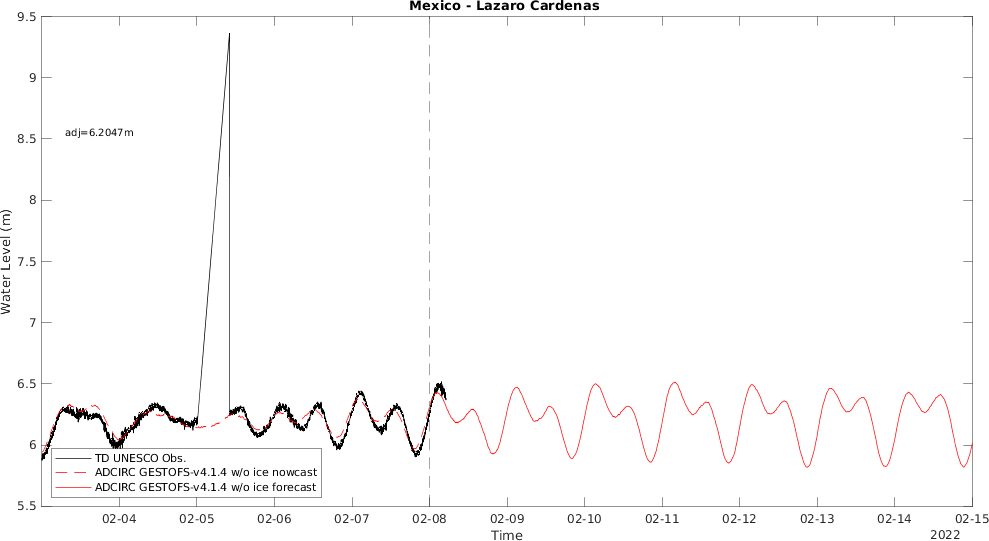 Mexico - Lazaro Cardenas
9.5
9
8.5
8
7.5
7
6.5
6
5.5
Water Level (m)
adj=6.2047m
TD UNESCO Obs.
ADCIRC GESTOFS-v4.1.4 w/o ice nowcast
ADCIRC GESTOFS-v4.1.4 w/o ice forecast
02-04 02-05 02-06 02-07 02-08 02-09 02-10 02-11 02-12 02-13 02-14 02-15
Time
2022